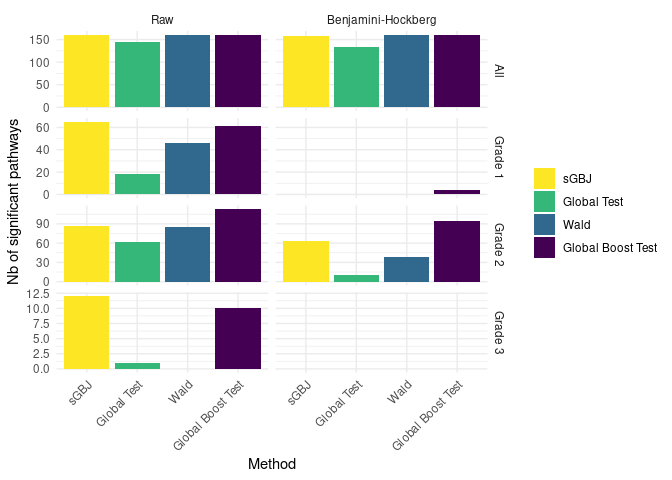 Raw
Benjamini-Hockberg
150
100
50
0
All
60
40
20
0
Grade 1
90
60
30
0
Grade 2
12.5
10.0
7.5
5.0
2.5
0.0
Grade 3
Nb of significant pathways
sGBJ
Global Test
Wald
Global Boost Test
sGBJ
Global Test
Wald
Global Boost Test
Method
sGBJ
Global Test
Wald
Global Boost Test